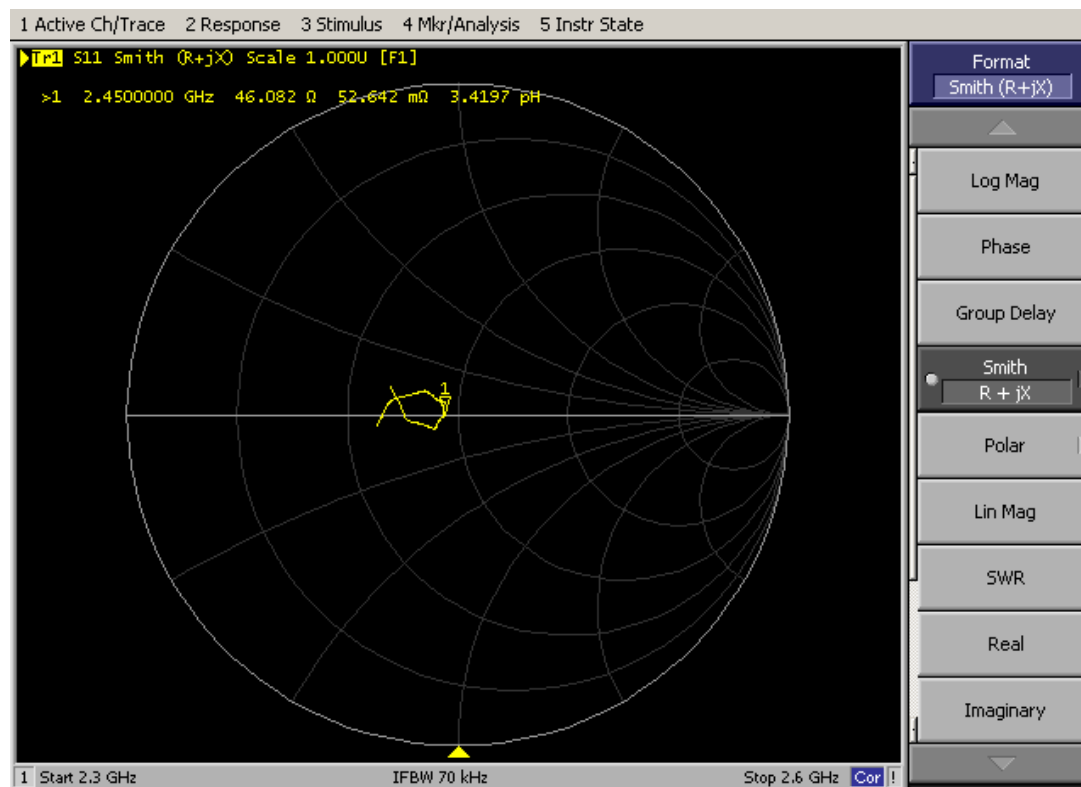 1 Active Ch/Trace 2 Response 3 Stimulus 4 Mkr/Analysis 5 Instr State
Tr1 S11 Smith (R+jX) Scale 1.000U [F1]
>1 2.4500000 GHz 46.082 Ω 52.642 mΩ 3.4197 pH
1
Format
Smith (R+jX)
Log Mag
Phase
Group Delay
Smith
R + jX
Polar
Lin Mag
SWR
Real
Imaginary
1 Start 2.3 GHz IFBW 70 kHz Stop 2.6 GHz Cor !